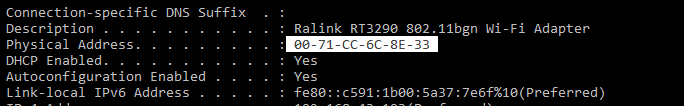 Connection-specific DNS Suffix  . :
Description . . . . . . . . . . . : Ralink RT3290 802.11bgn Wi-Fi Adapter
Physical Address. . . . . . . . . : 00-71-CC-6C-8E-33
DHCP Enabled. . . . . . . . . . . : Yes
Autoconfiguration Enabled . . . . : Yes
Link-local IPv6 Address . . . . . : fe80::c591:1b00:5a37:7e6f%10(Preferred)